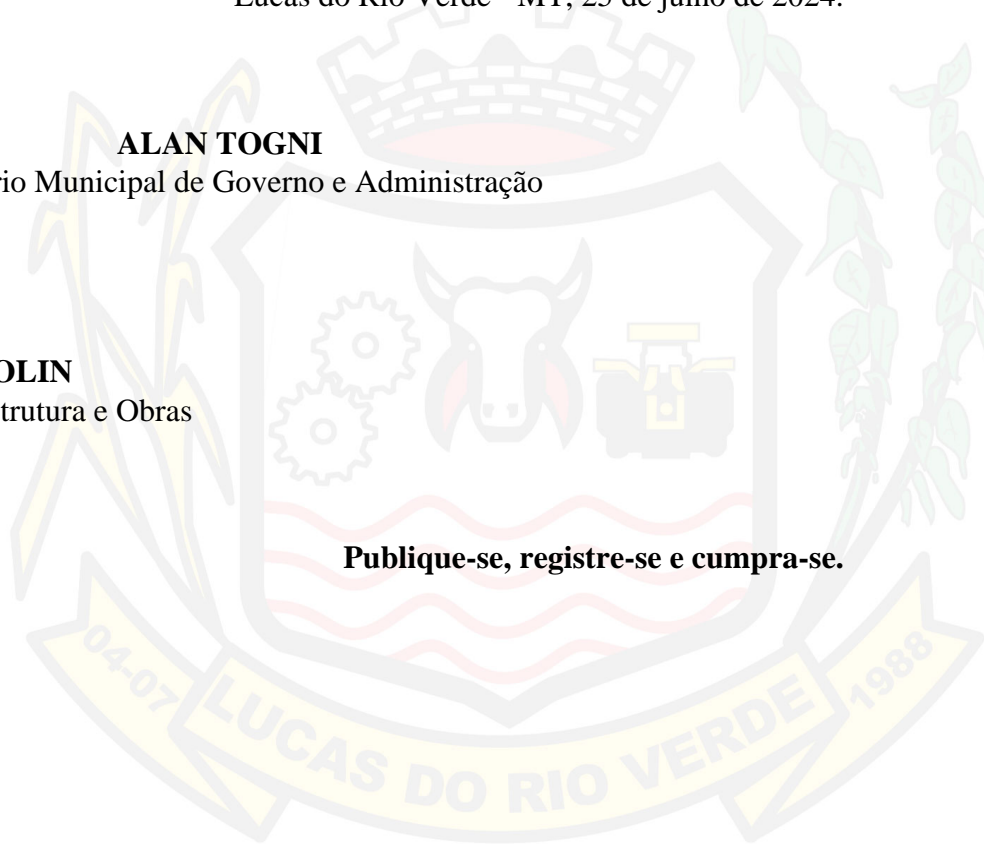 Lucas do Rio Verde - MT, 25 de julho de 2024.
ALAN TOGNI
rio Municipal de Governo e Administração
OLIN
trutura e Obras
Publique-se, registre-se e cumpra-se.
04-07 LUCAS DO RIO VERDE 1988